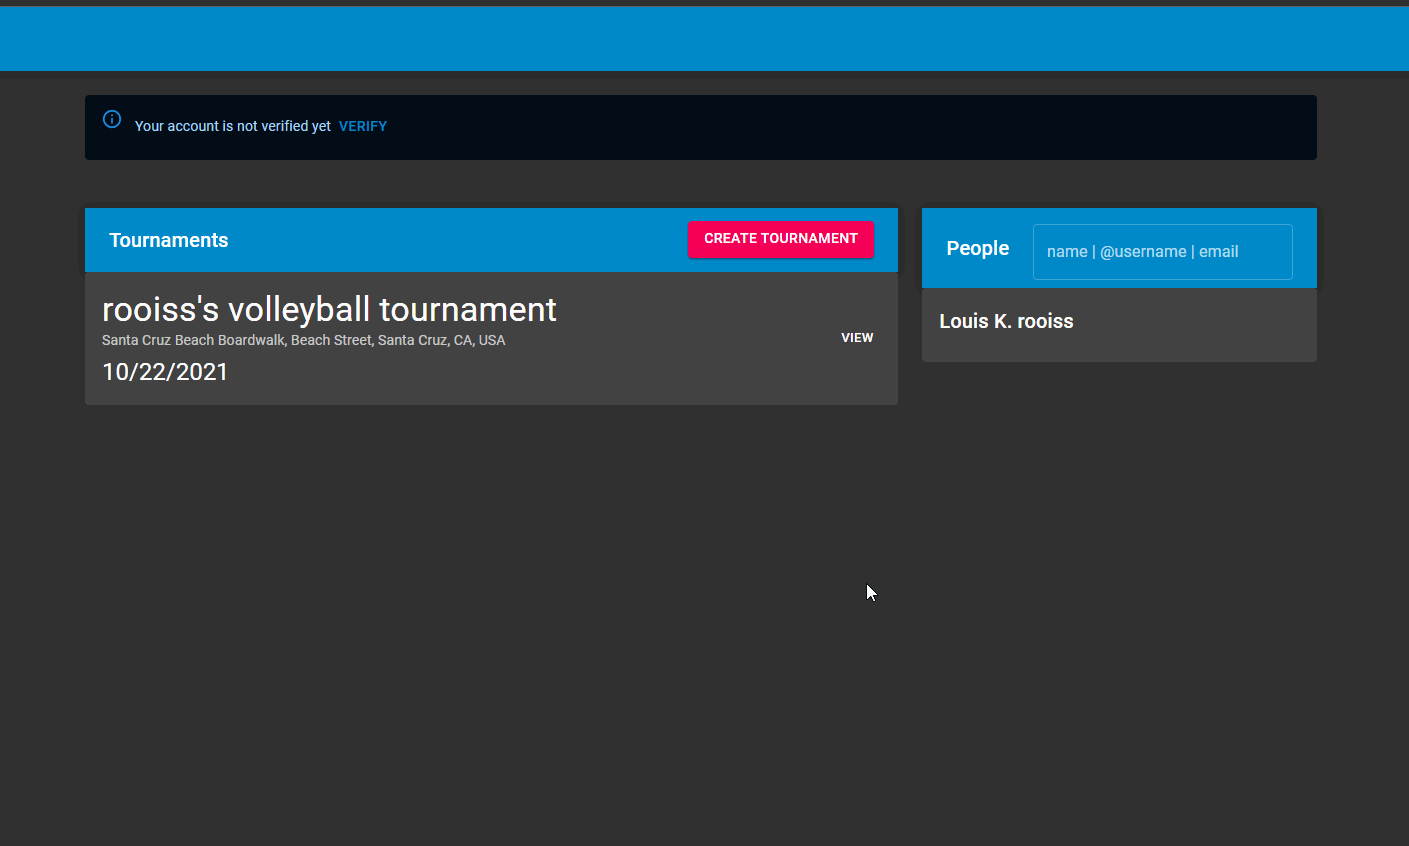 Your account is not verified yet VERIFY
Tournaments CREATE TOURNAMENT
rooiss's volleyball tournament
Santa Cruz Beach Boardwalk, Beach Street, Santa Cruz, CA, USA
VIEW
10/22/2021
People name | @username | email
Louis K. rooiss